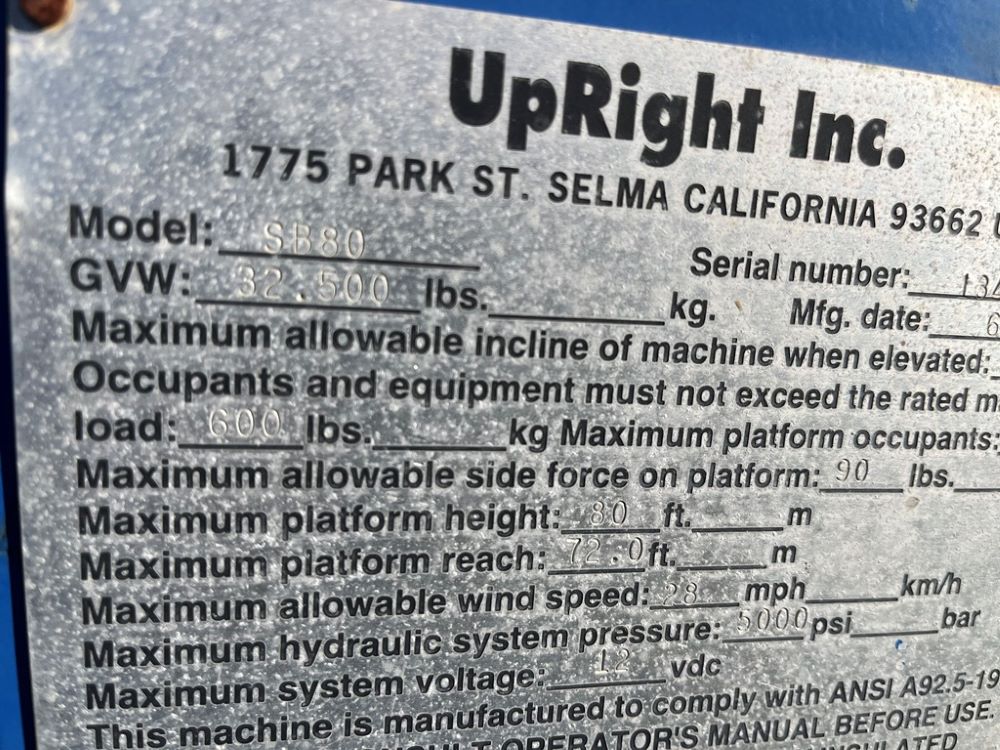 UpRight Inc.
1775 PARK ST. SELMA CALIFORNIA 93662
Model: SB80 Serial number: 134
GVW: 32.500 lbs. kg. Mfg. date: 6
Maximum allowable incline of machine when elevated:
Occupants and equipment must not exceed the rated
load: 600 lbs. kg Maximum platform occupants:
Maximum allowable side force on platform: 90 lbs.
Maximum platform height: 80 ft. m
Maximum platform reach: 72.0 ft. m
Maximum allowable wind speed: 28 mph km/h
Maximum hydraulic system pressure: 5000 psi bar
Maximum system voltage: 12 vdc
This machine is manufactured to comply with ANSI A92.5-19
OPERATOR'S MANUAL BEFORE USE.